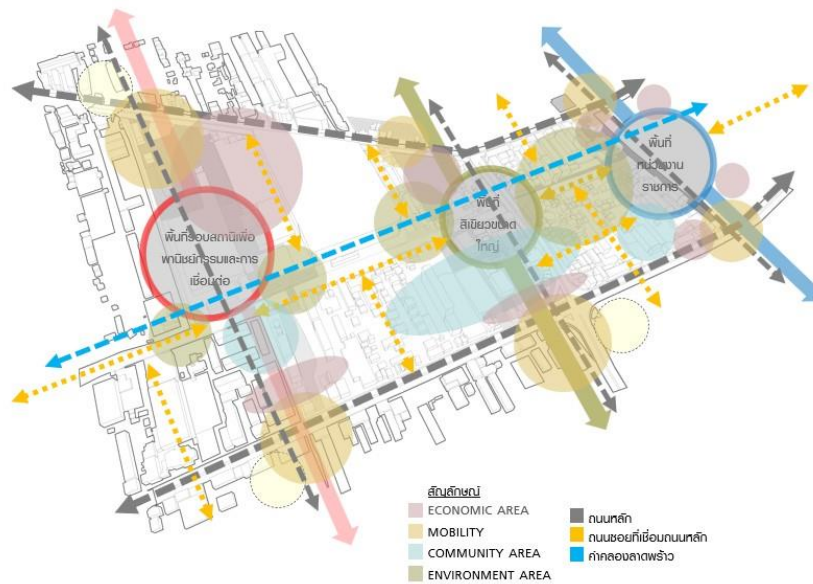 พื้นที่
หน่วยงาน
ราชการ
พื้นที่
สีเขียวขนาด
ใหญ่
พื้นที่รอบสถานีเพื่อ
พาณิชย์กรรมและการ
เชื่อมต่อ
สัญลักษณ์
ECONOMIC AREA
MOBILITY
COMMUNITY AREA
ENVIRONMENT AREA
ถนนหลัก
ถนนซอยที่เชื่อมถนนหลัก
คูคลองลาดพร้าว